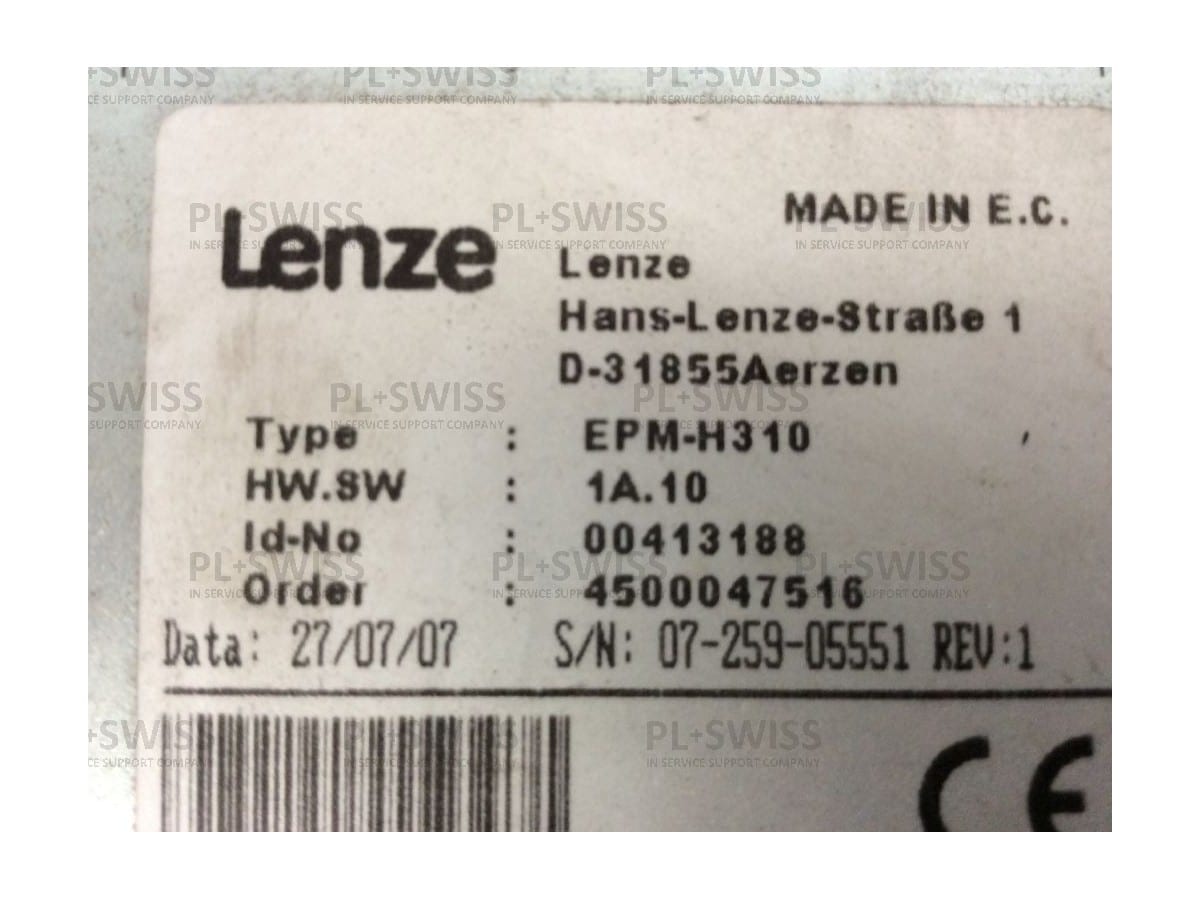 PL+SWISS
IN SERVICE SUPPORT COMPANY
Lenze
MADE IN E.C.
Lenze
Hans-Lenze-Straße 1
D-31855Aerzen
Type : EPM-H310
HW.SW : 1A.10
Id-No : 00413188
Order : 4500047516
Data: 27/07/07 S/N: 07-259-05551 REV:1
CE